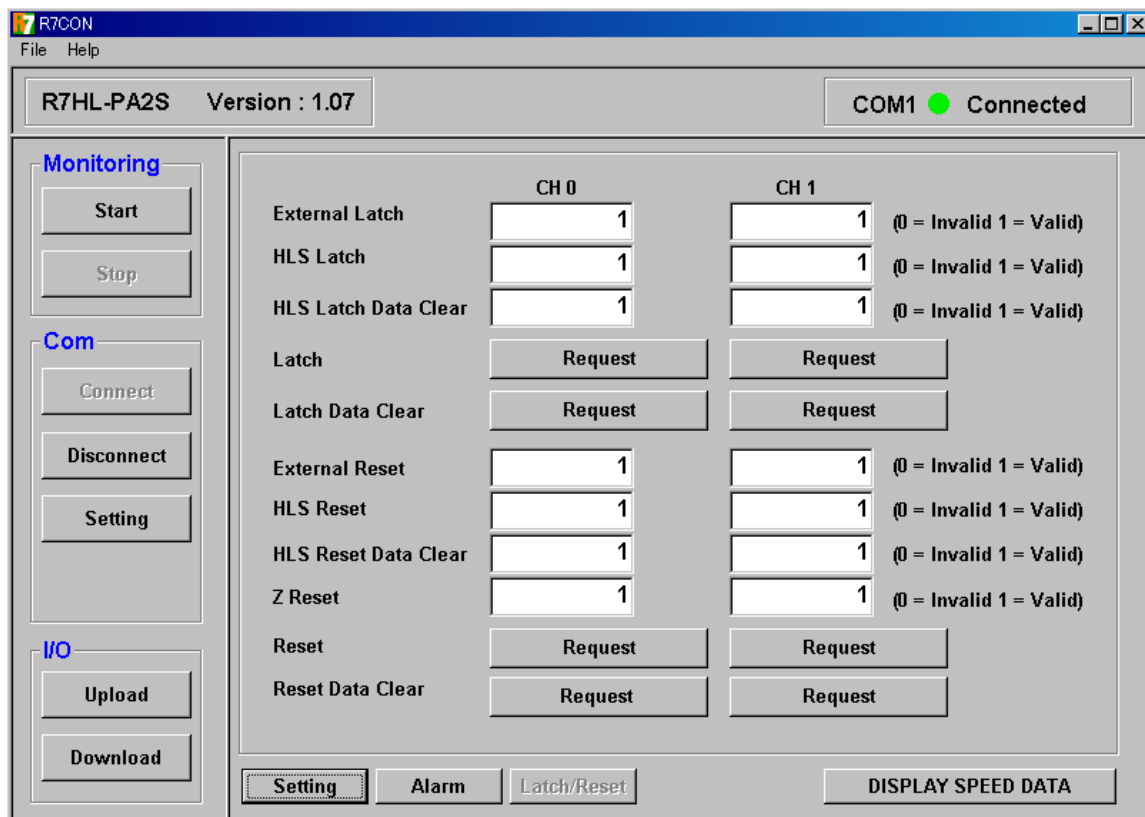 R7 R7CON
File Help
R7HL-PA2S Version : 1.07
COM1 Connected
Monitoring
Start
Stop
Com
Connect
Disconnect
Setting
I/O
Upload
Download
CH 0 CH 1
External Latch 1 1 (0 = Invalid 1 = Valid)
HLS Latch 1 1 (0 = Invalid 1 = Valid)
HLS Latch Data Clear 1 1 (0 = Invalid 1 = Valid)
Latch Request Request
Latch Data Clear Request Request
External Reset 1 1 (0 = Invalid 1 = Valid)
HLS Reset 1 1 (0 = Invalid 1 = Valid)
HLS Reset Data Clear 1 1 (0 = Invalid 1 = Valid)
Z Reset 1 1 (0 = Invalid 1 = Valid)
Reset Request Request
Reset Data Clear Request Request
Setting Alarm Latch/Reset DISPLAY SPEED DATA